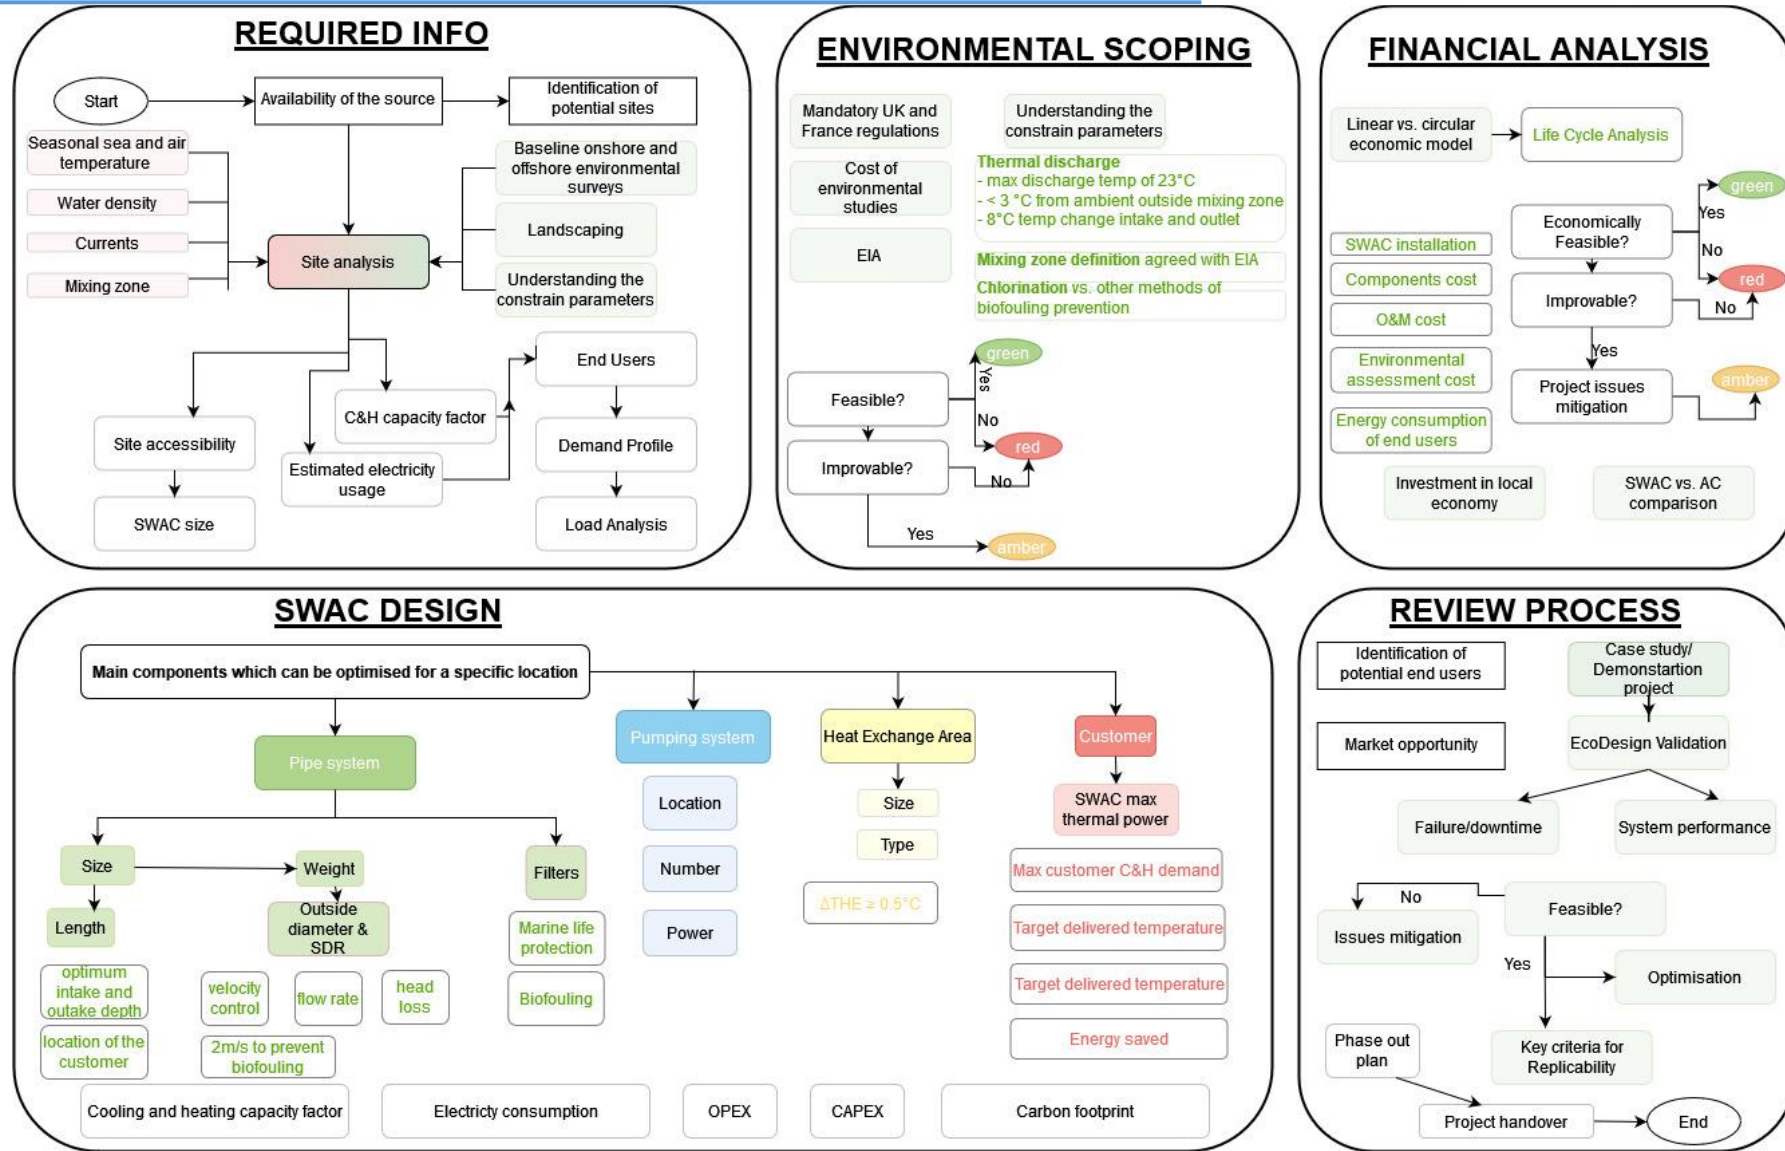 REQUIRED INFO
Start
Availability of the source
Identification of
potential sites
Seasonal sea and air
temperature
Water density
Currents
Mixing zone
Site analysis
Baseline onshore and
offshore environmental
surveys
Landscaping
Understanding the
constrain parameters
End Users
C&H capacity factor
Site accessibility
Demand Profile
Estimated electricity
usage
SWAC size
Load Analysis
ENVIRONMENTAL SCOPING
Mandatory UK and
France regulations
Understanding the
constrain parameters
Cost of
environmental
studies
Thermal discharge
- max discharge temp of 23°C
- < 3 °C from ambient outside mixing zone
- 8°C temp change intake and outlet
EIA
Mixing zone definition agreed with EIA
Chlorination vs. other methods of
biofouling prevention
green
Yes
Feasible?
No
red
Improvable?
No
Yes
amber
FINANCIAL ANALYSIS
Linear vs. circular
economic model
Life Cycle Analysis
green
Yes
Economically
Feasible?
No
SWAC installation
red
Components cost
Improvable?
No
O&M cost
Yes
Environmental
assessment cost
amber
Project issues
mitigation
Energy consumption
of end users
Investment in local
economy
SWAC vs. AC
comparison
SWAC DESIGN
Main components which can be optimised for a specific location
Pipe system
Pumping system
Heat Exchange Area
Customer
Location
Size
SWAC max
thermal power
Type
Size
Weight
Filters
Number
Max customer C&H demand
ΔTHE ≥ 0.5°C
Length
Outside
diameter &
SDR
Marine life
protection
Power
Target delivered temperature
optimum
intake and
outake depth
velocity
control
flow rate
head
loss
Biofouling
Target delivered temperature
location of the
customer
2m/s to prevent
biofouling
Energy saved
Cooling and heating capacity factor
Electricty consumption
OPEX
CAPEX
Carbon footprint
REVIEW PROCESS
Identification of
potential end users
Case study/
Demonstartion
project
Market opportunity
EcoDesign Validation
Failure/downtime
System performance
No
Feasible?
Issues mitigation
Yes
Optimisation
Phase out
plan
Key criteria for
Replicability
Project handover
End